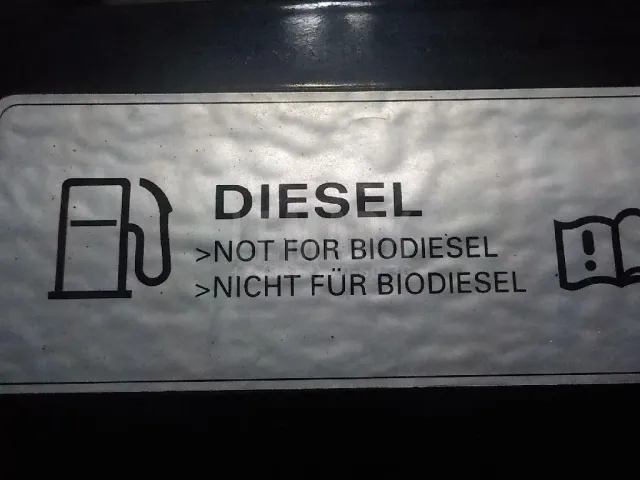 DIESEL
>NOT FOR BIODIESEL
>NICHT FÜR BIODIESEL